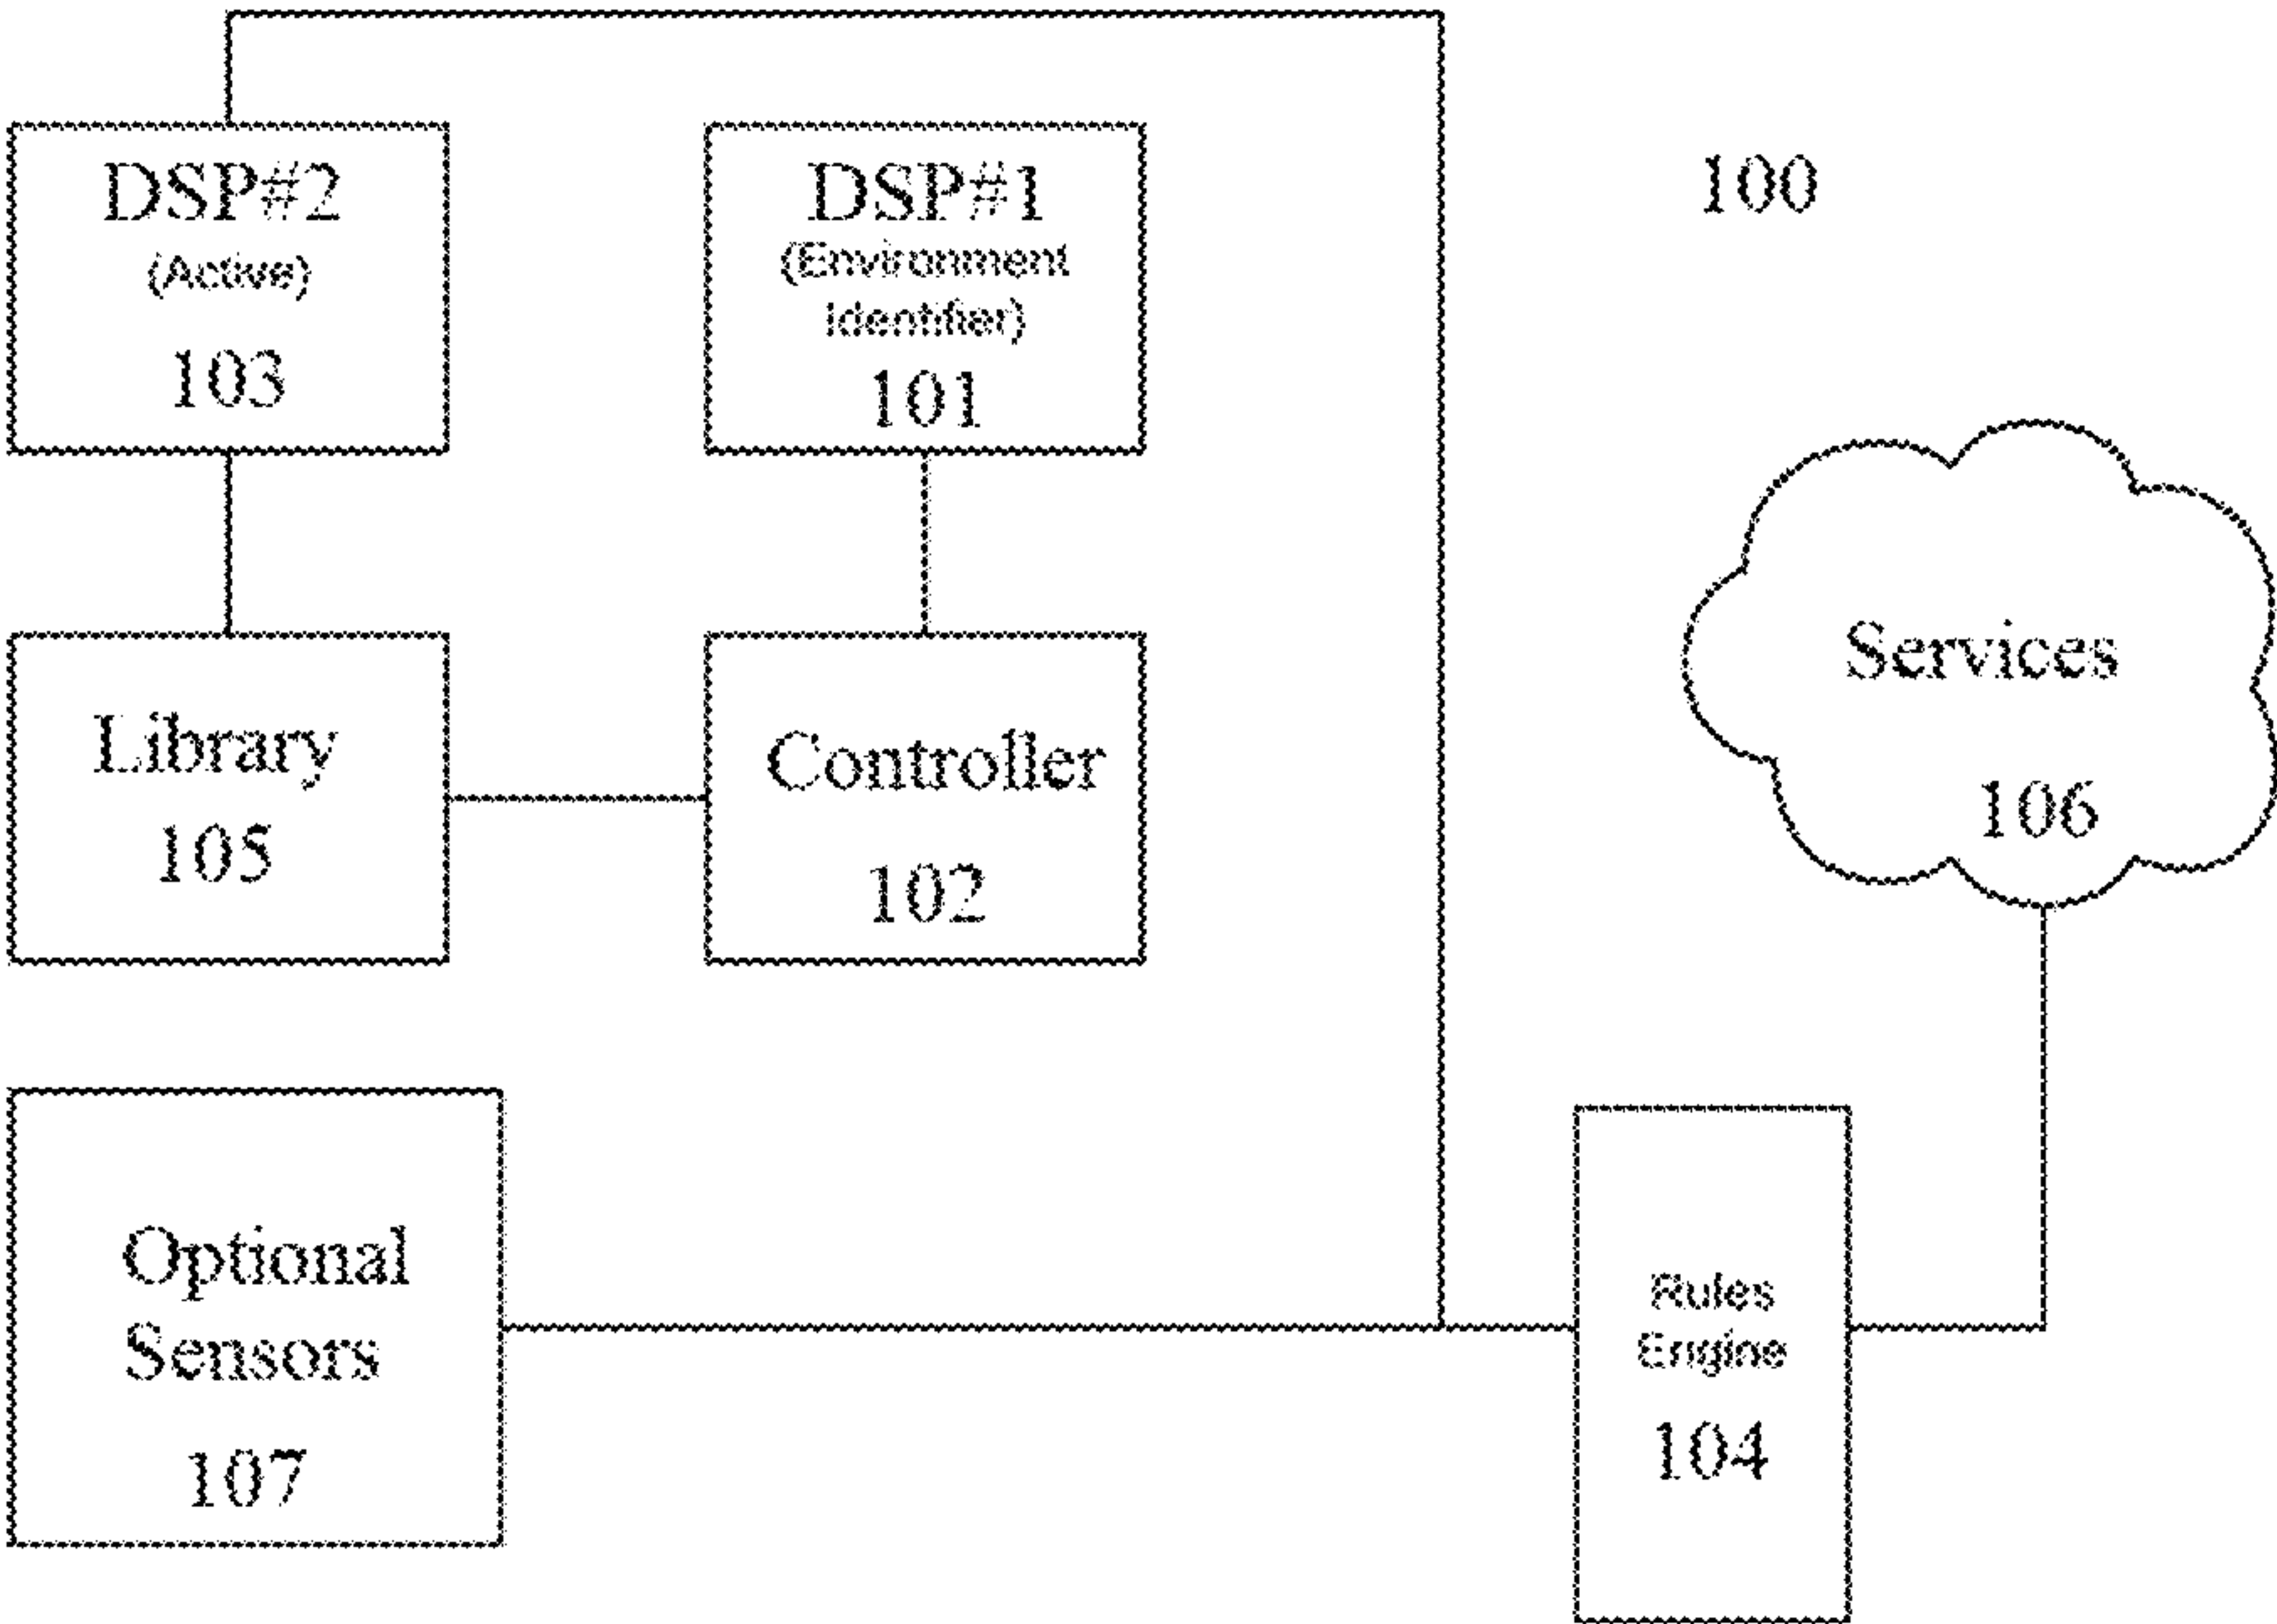 DSP#2
(Active)
103
DSP#1
(Environment
Identifier)
101
100
Library
105
Controller
102
Services
106
Optional
Sensors
107
Rules
Engine
104